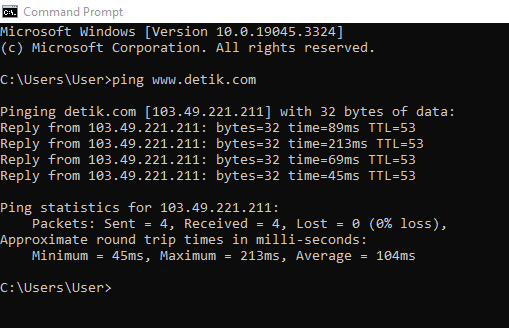 Command Prompt
Microsoft Windows [Version 10.0.19045.3324]
(c) Microsoft Corporation. All rights reserved.
C:\Users\User>ping www.detik.com
Pinging detik.com [103.49.221.211] with 32 bytes of data:
Reply from 103.49.221.211: bytes=32 time=89ms TTL=53
Reply from 103.49.221.211: bytes=32 time=213ms TTL=53
Reply from 103.49.221.211: bytes=32 time=69ms TTL=53
Reply from 103.49.221.211: bytes=32 time=45ms TTL=53
Ping statistics for 103.49.221.211:
    Packets: Sent = 4, Received = 4, Lost = 0 (0% loss),
Approximate round trip times in milli-seconds:
    Minimum = 45ms, Maximum = 213ms, Average = 104ms
C:\Users\User>